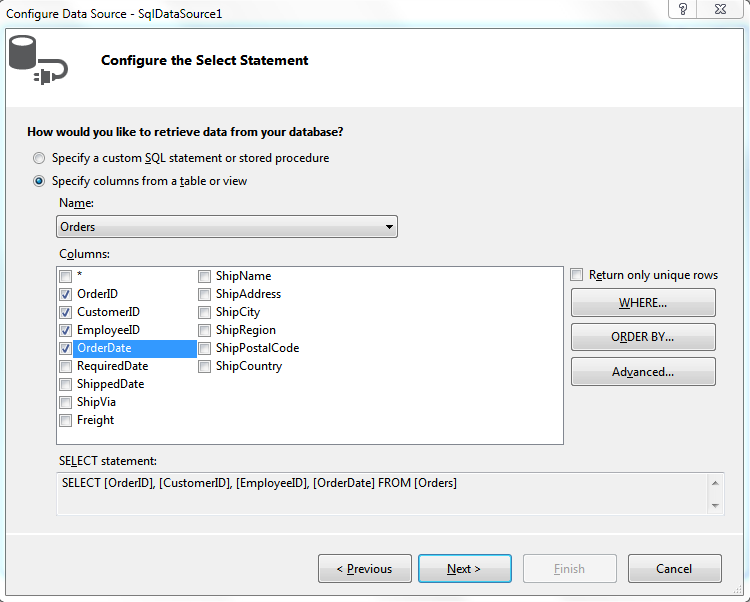 Configure Data Source - SqlDataSource1
?
Configure the Select Statement
How would you like to retrieve data from your database?
Specify a custom SQL statement or stored procedure
Specify columns from a table or view
Name:
Orders
Columns:
*
OrderID
CustomerID
EmployeeID
OrderDate
RequiredDate
ShippedDate
ShipVia
Freight
ShipName
ShipAddress
ShipCity
ShipRegion
ShipPostalCode
ShipCountry
Return only unique rows
WHERE...
ORDER BY...
Advanced...
SELECT statement:
SELECT [OrderID], [CustomerID], [EmployeeID], [OrderDate] FROM [Orders]
< Previous
Next >
Finish
Cancel